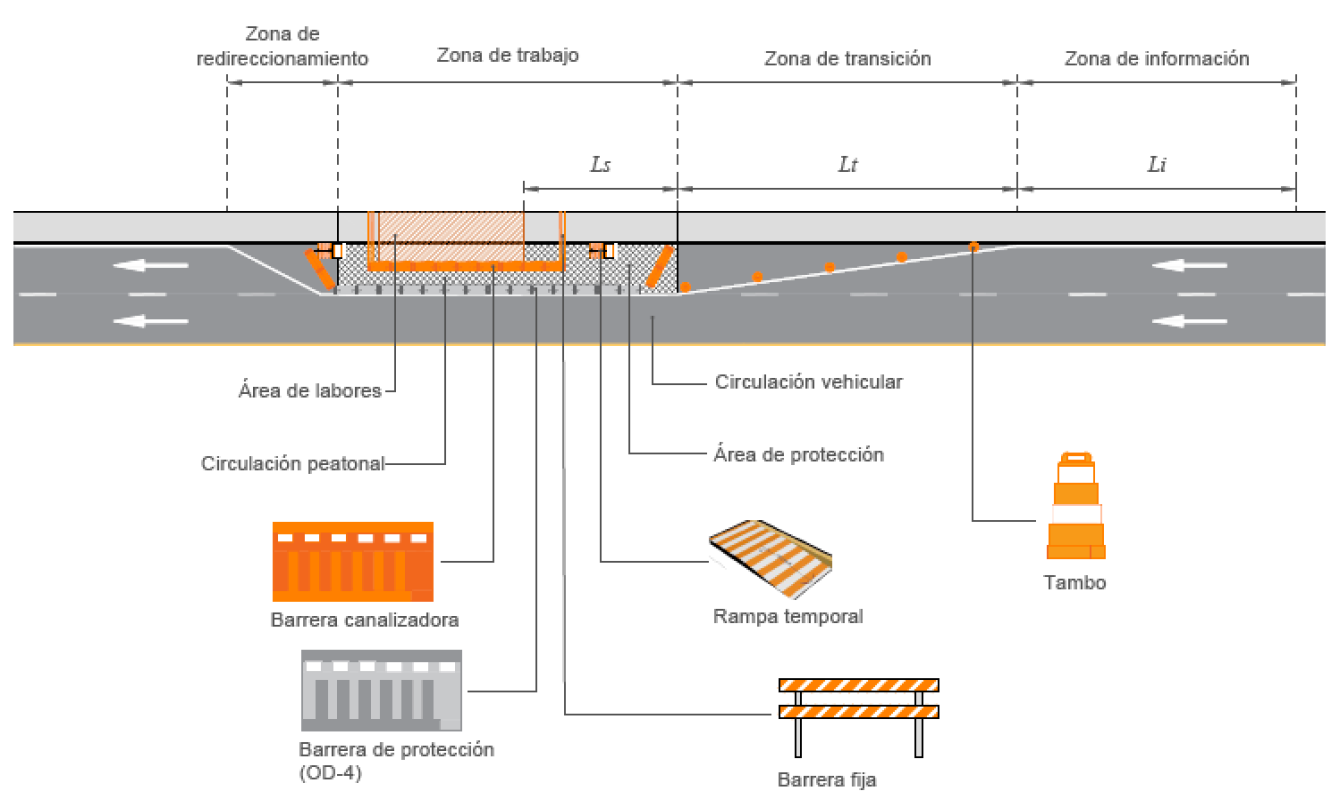 Zona de
redireccionamiento
Zona de trabajo
Zona de transición
Zona de información
Ls
Lt
Li
Área de labores
Circulación vehicular
Circulación peatonal
Área de protección
Barrera canalizadora
Rampa temporal
Tambo
Barrera de protección
(OD-4)
Barrera fija